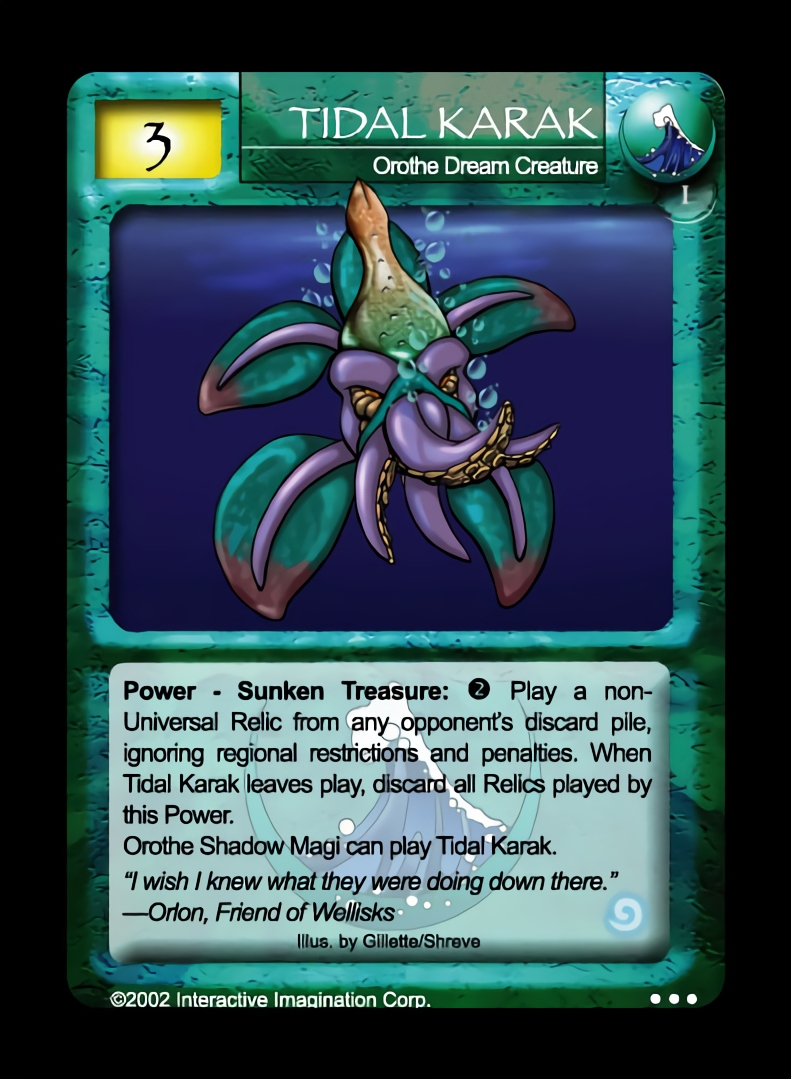 3
TIDAL KARAK
Orothe Dream Creature
I
Power - Sunken Treasure: ❷ Play a non-
Universal Relic from any opponent's discard pile,
ignoring regional restrictions and penalties. When
Tidal Karak leaves play, discard all Relics played by
this Power.
Orothe Shadow Magi can play Tidal Karak.
“I wish I knew what they were doing down there.”
—Orlon, Friend of Wellisks
Illus. by Gillette/Shreve
©2002 Interactive Imagination Corp.